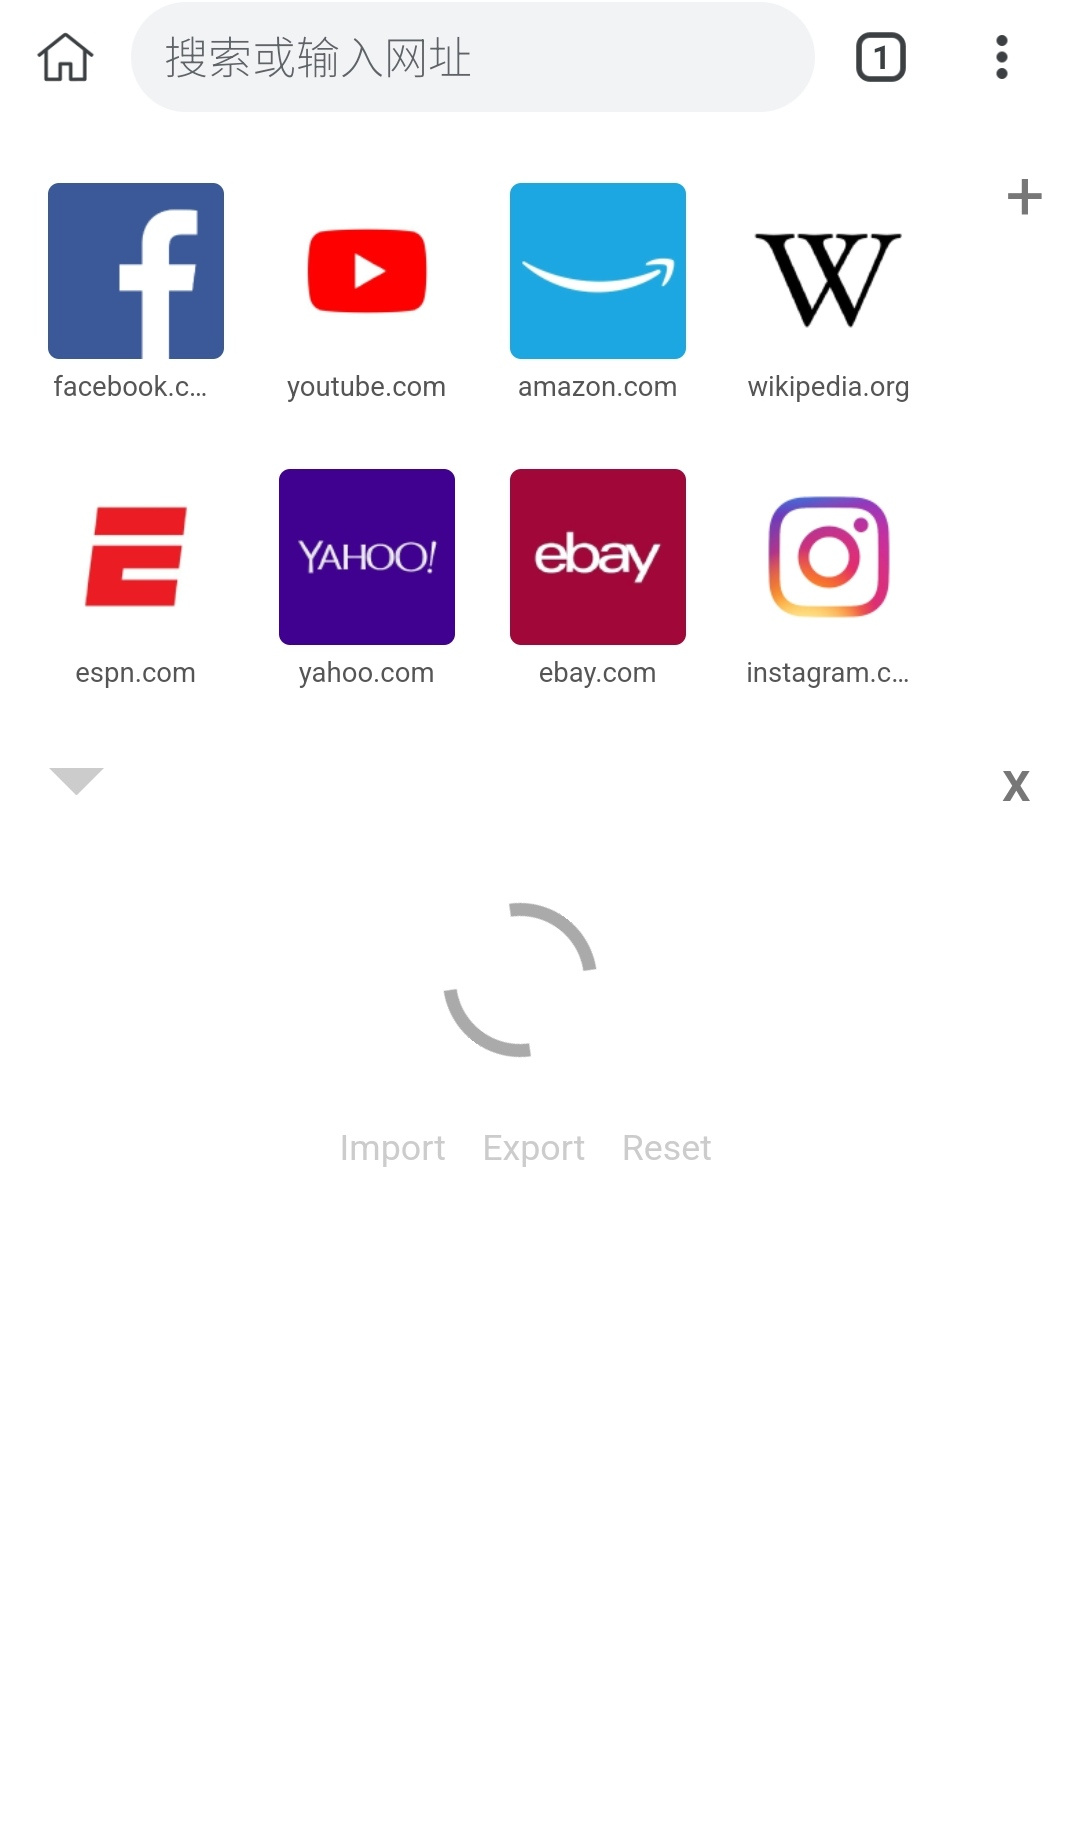 搜索或输入网址
1
facebook.c...
youtube.com
amazon.com
W
wikipedia.org
E
espn.com
YAHOO!
yahoo.com
ebay
ebay.com
instagram.c...
X
Import Export Reset